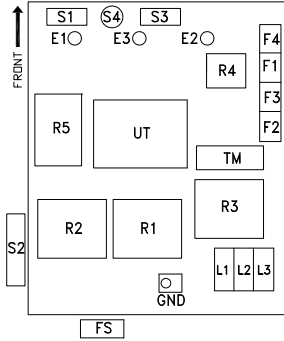 S1 S4 S3
E1 E3 E2
FRONT
F4
F1
F3
F2
R4
R5
UT
TM
R3
R2
R1
S2
L1 L2 L3
GND
FS